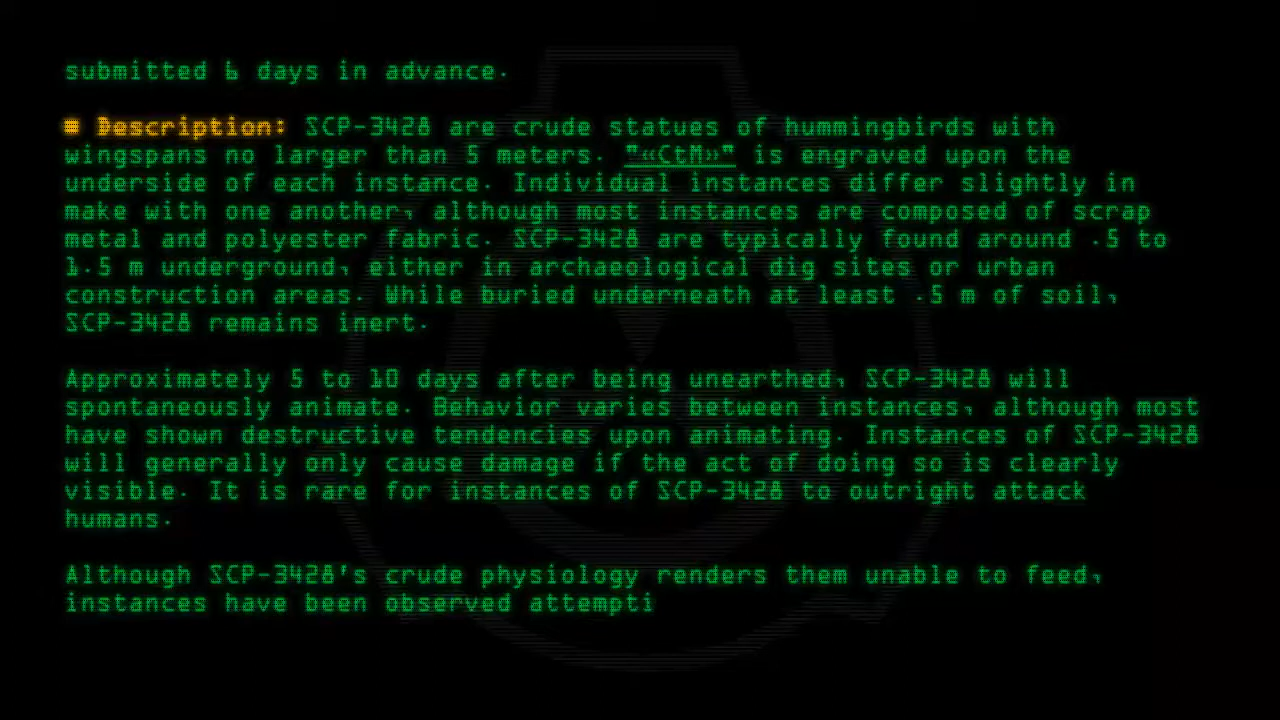 submitted 6 days in advance.
■ Description: SCP-3428 are crude statues of hummingbirds with
wingspans no larger than 5 meters. "‹‹CtM››" is engraved upon the
underside of each instance. Individual instances differ slightly in
make with one another, although most instances are composed of scrap
metal and polyester fabric. SCP-3428 are typically found around .5 to
1.5 m underground, either in archaeological dig sites or urban
construction areas. While buried underneath at least .5 m of soil,
SCP-3428 remains inert.
Approximately 5 to 10 days after being unearthed, SCP-3428 will
spontaneously animate. Behavior varies between instances, although most
have shown destructive tendencies upon animating. Instances of SCP-3428
will generally only cause damage if the act of doing so is clearly
visible. It is rare for instances of SCP-3428 to outright attack
humans.
Although SCP-3428's crude physiology renders them unable to feed,
instances have been observed attempti